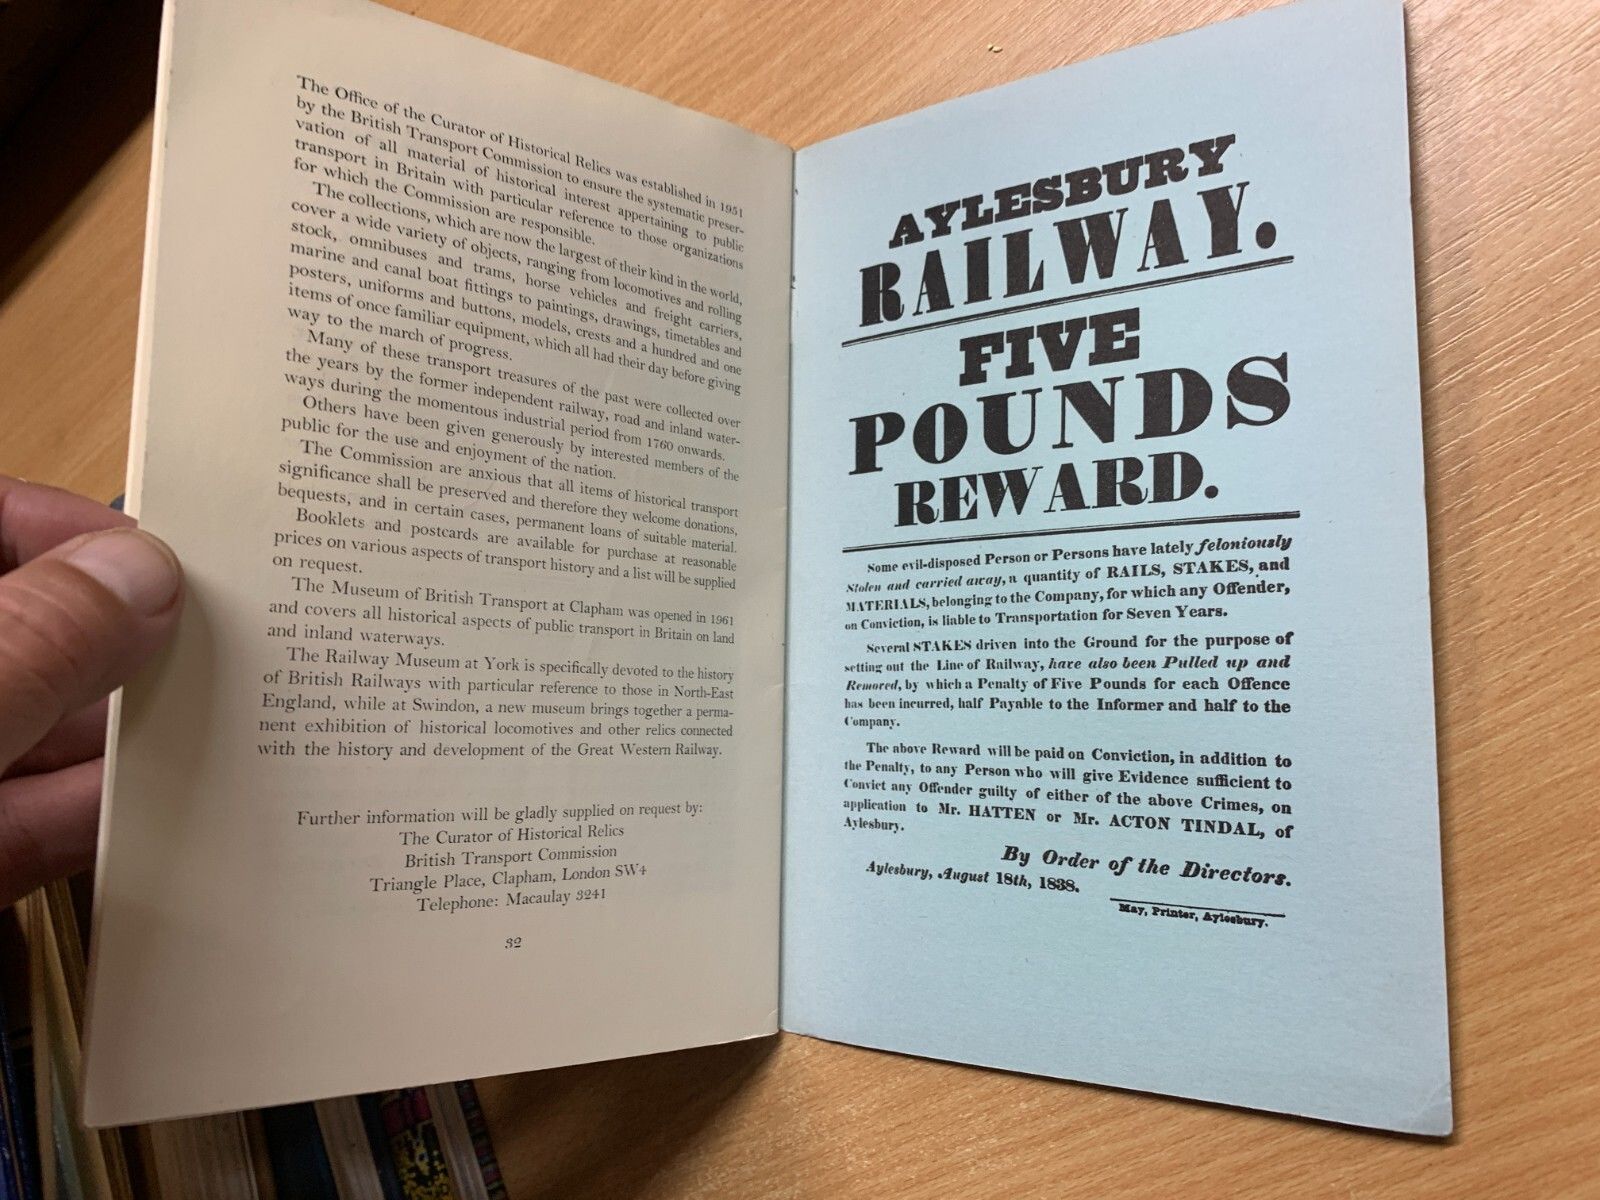 The Office of the Curator of Historical Relics was established in 1951
by the British Transport Commission to ensure the systematic preser-
vation of all material of historical interest appertaining to public
transport in Britain with particular reference to those organizations
for which the Commission are responsible.
The collections, which are now the largest of their kind in the world,
cover a wide variety of objects, ranging from locomotives and rolling
stock, omnibuses and trams, horse vehicles and freight carriers,
marine and canal boat fittings to paintings, drawings, timetables and
posters, uniforms and buttons, models, crests and a hundred and one
items of once familiar equipment, which all had their day before giving
way to the march of progress.
Many of these transport treasures of the past were collected over
the years by the former independent railway, road and inland water-
ways during the momentous industrial period from 1760 onwards.
Others have been given generously by interested members of the
public for the use and enjoyment of the nation.
The Commission are anxious that all items of historical transport
significance shall be preserved and therefore they welcome donations,
bequests, and in certain cases, permanent loans of suitable material.
Booklets and postcards are available for purchase at reasonable
prices on various aspects of transport history and a list will be supplied
on request.
The Museum of British Transport at Clapham was opened in 1961
and covers all historical aspects of public transport in Britain on land
and inland waterways.
The Railway Museum at York is specifically devoted to the history
of British Railways with particular reference to those in North-East
England, while at Swindon, a new museum brings together a perma-
nent exhibition of historical locomotives and other relics connected
with the history and development of the Great Western Railway.
Further information will be gladly supplied on request by:
The Curator of Historical Relics
British Transport Commission
Triangle Place, Clapham, London SW4
Telephone: Macaulay 3241
32
AYLESBURY
RAILWAY.
FIVE
POUNDS
REWARD.
Some evil-disposed Person or Persons have lately feloniously
Stolen and carried away, a quantity of RAILS, STAKES, and
MATERIALS, belonging to the Company, for which any Offender,
on Conviction, is liable to Transportation for Seven Years.
Several STAKES driven into the Ground for the purpose of
setting out the Line of Railway, have also been Pulled up and
Removed, by which a Penalty of Five Pounds for each Offence
has been incurred, half Payable to the Informer and half to the
Company.
The above Reward will be paid on Conviction, in addition to
the Penalty, to any Person who will give Evidence sufficient to
Convict any Offender guilty of either of the above Crimes, on
application to Mr. HATTEN or Mr. ACTON TINDAL, of
Aylesbury.
By Order of the Directors.
Aylesbury, August 18th, 1838.
May, Printer, Aylesbury.